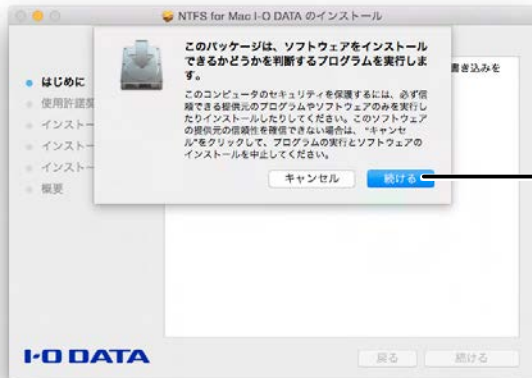 NTFS for Mac I-O DATA のインストール
このパッケージは、ソフトウェアをインストール
できるかどうかを判断するプログラムを実行しま
す。
このコンピュータのセキュリティを保護するには、必ず信
頼できる提供元のプログラムやソフトウェアのみを実行し
たりインストールしたりしてください。このソフトウェア
の提供元の信頼性を確認できない場合は、“キャンセ
ル”をクリックして、プログラムの実行とソフトウェアの
インストールを中止してください。
キャンセル
続ける
書き込みを
はじめに
使用許諾契
インストー
インストー
インストー
概要
I-O DATA
戻る
続ける